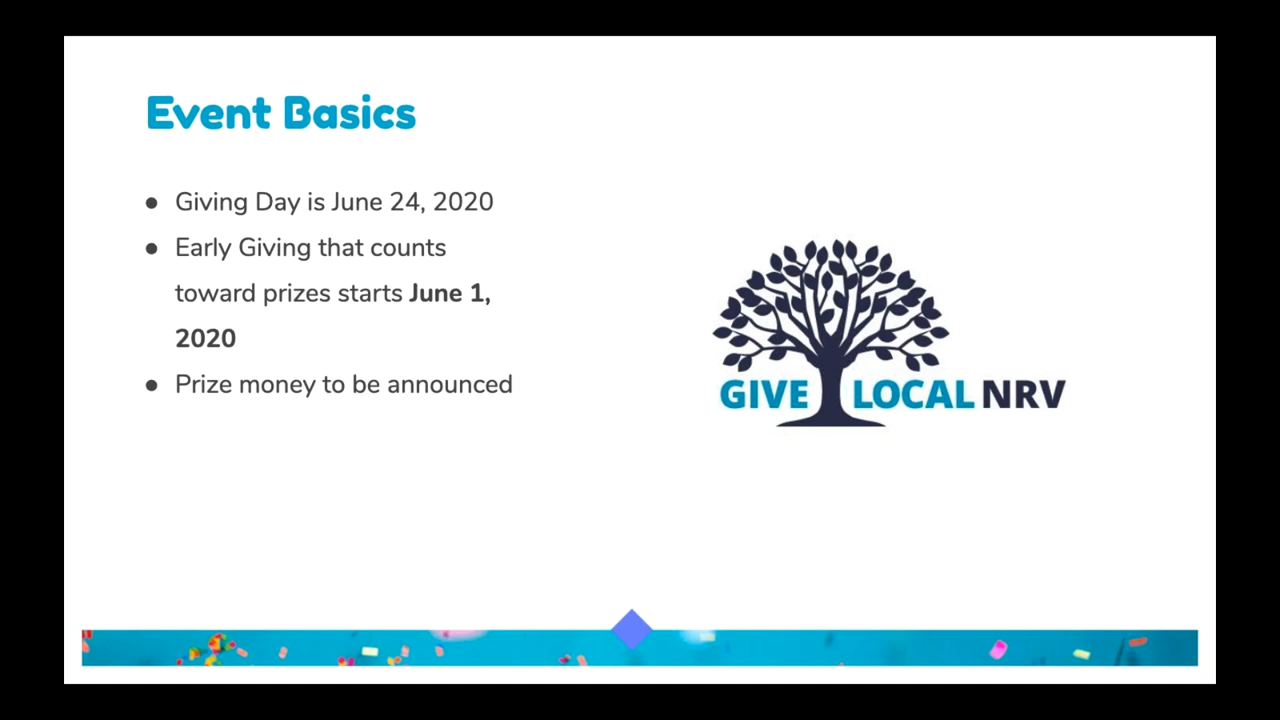 Event Basics
● Giving Day is June 24, 2020
● Early Giving that counts
toward prizes starts June 1,
2020
● Prize money to be announced
GIVE LOCAL NRV